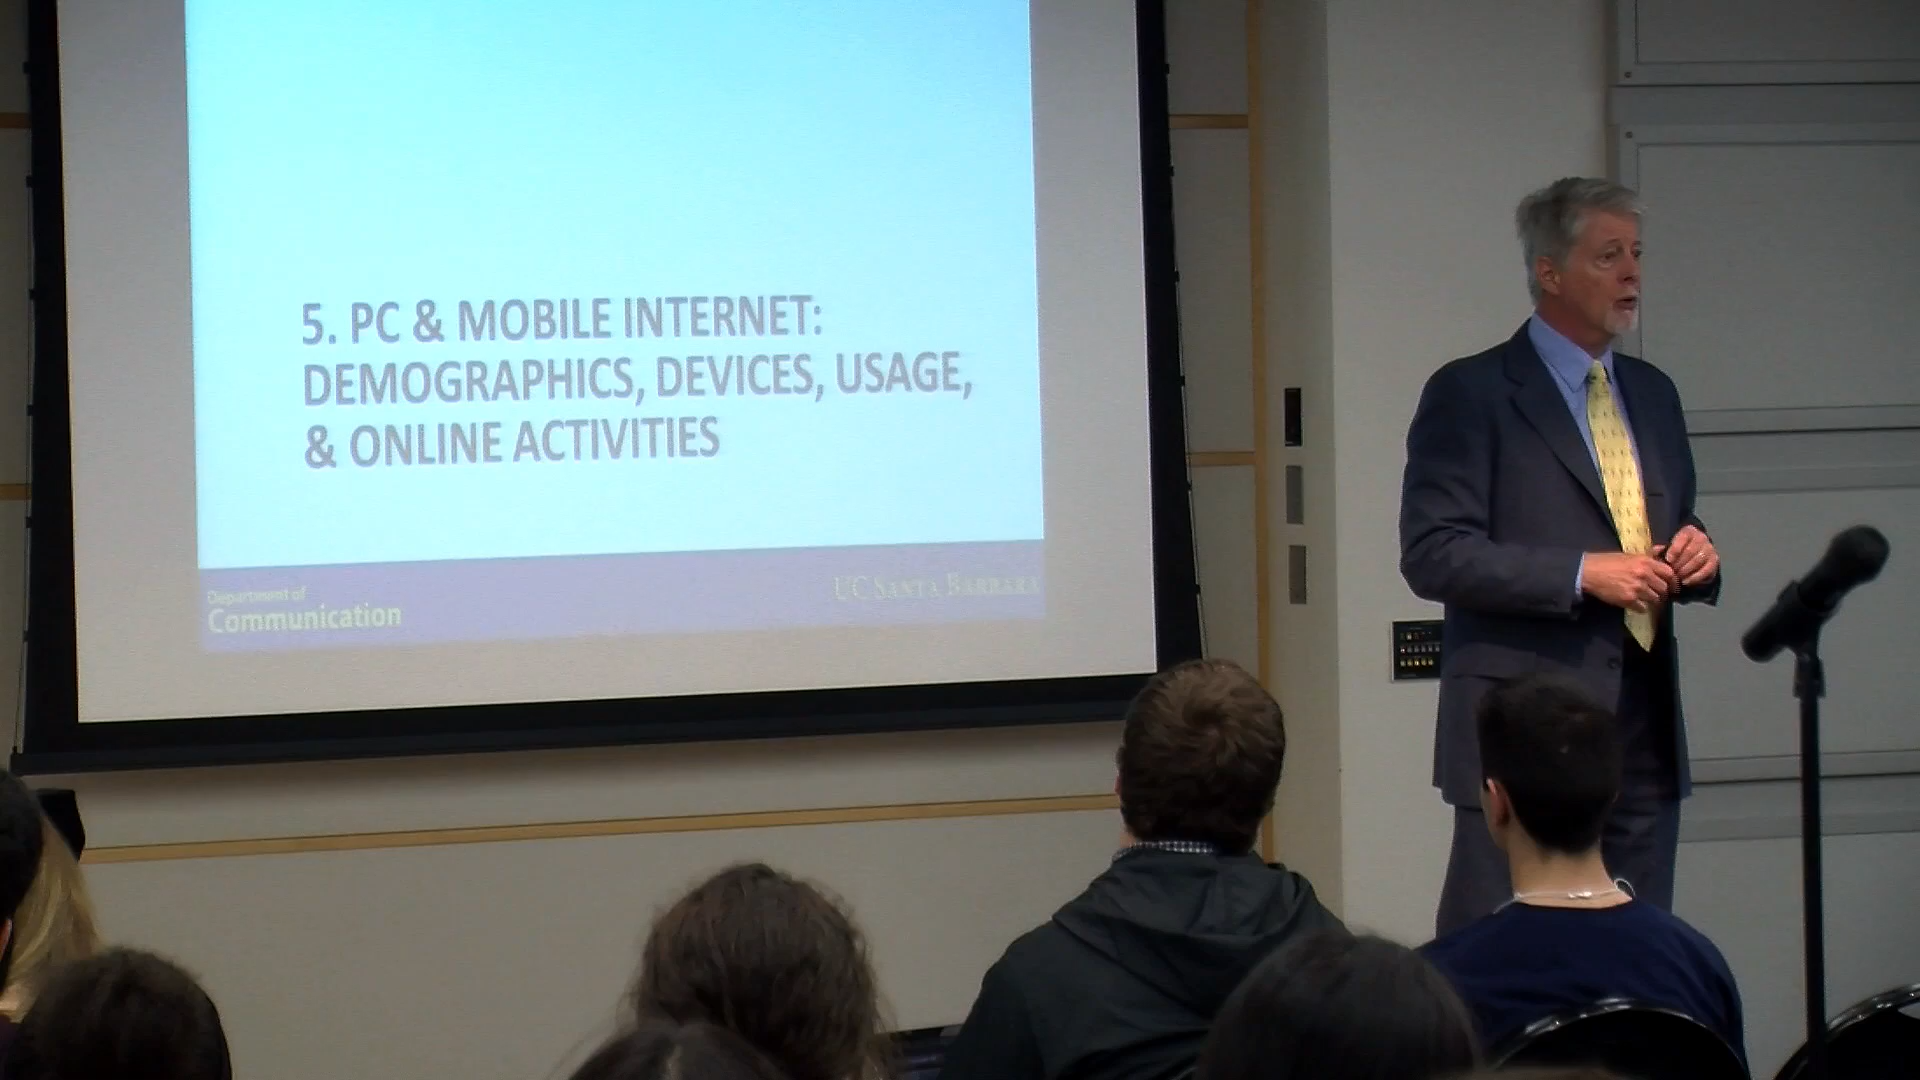 5. PC & MOBILE INTERNET:
DEMOGRAPHICS, DEVICES, USAGE,
& ONLINE ACTIVITIES
Department of
Communication
UC SANTA BARBARA